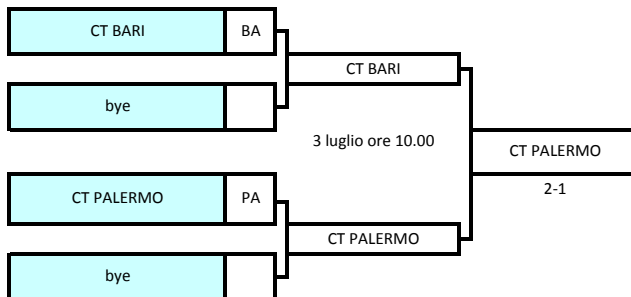 CT BARI BA
CT BARI
bye
3 luglio ore 10.00
CT PALERMO
CT PALERMO PA
2-1
CT PALERMO
bye